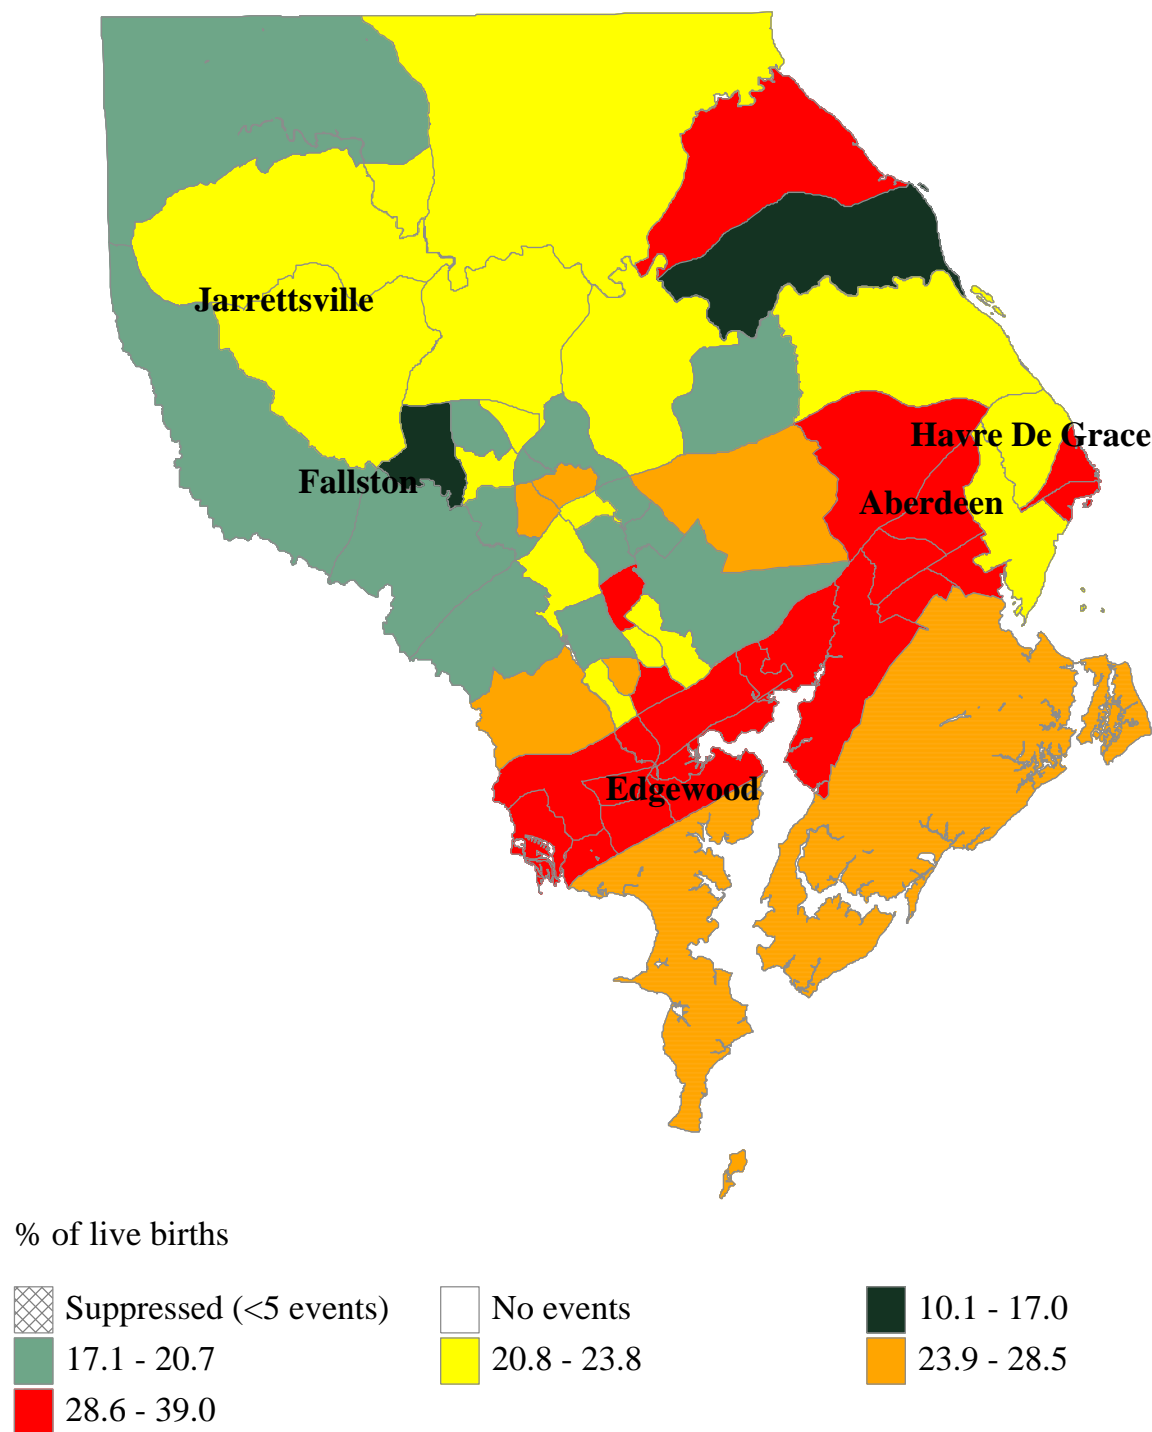 Jarrettsville
Havre De Grace
Fallston
Aberdeen
Edgewood
% of live births
Suppressed (<5 events)
No events
10.1 - 17.0
17.1 - 20.7
20.8 - 23.8
23.9 - 28.5
28.6 - 39.0